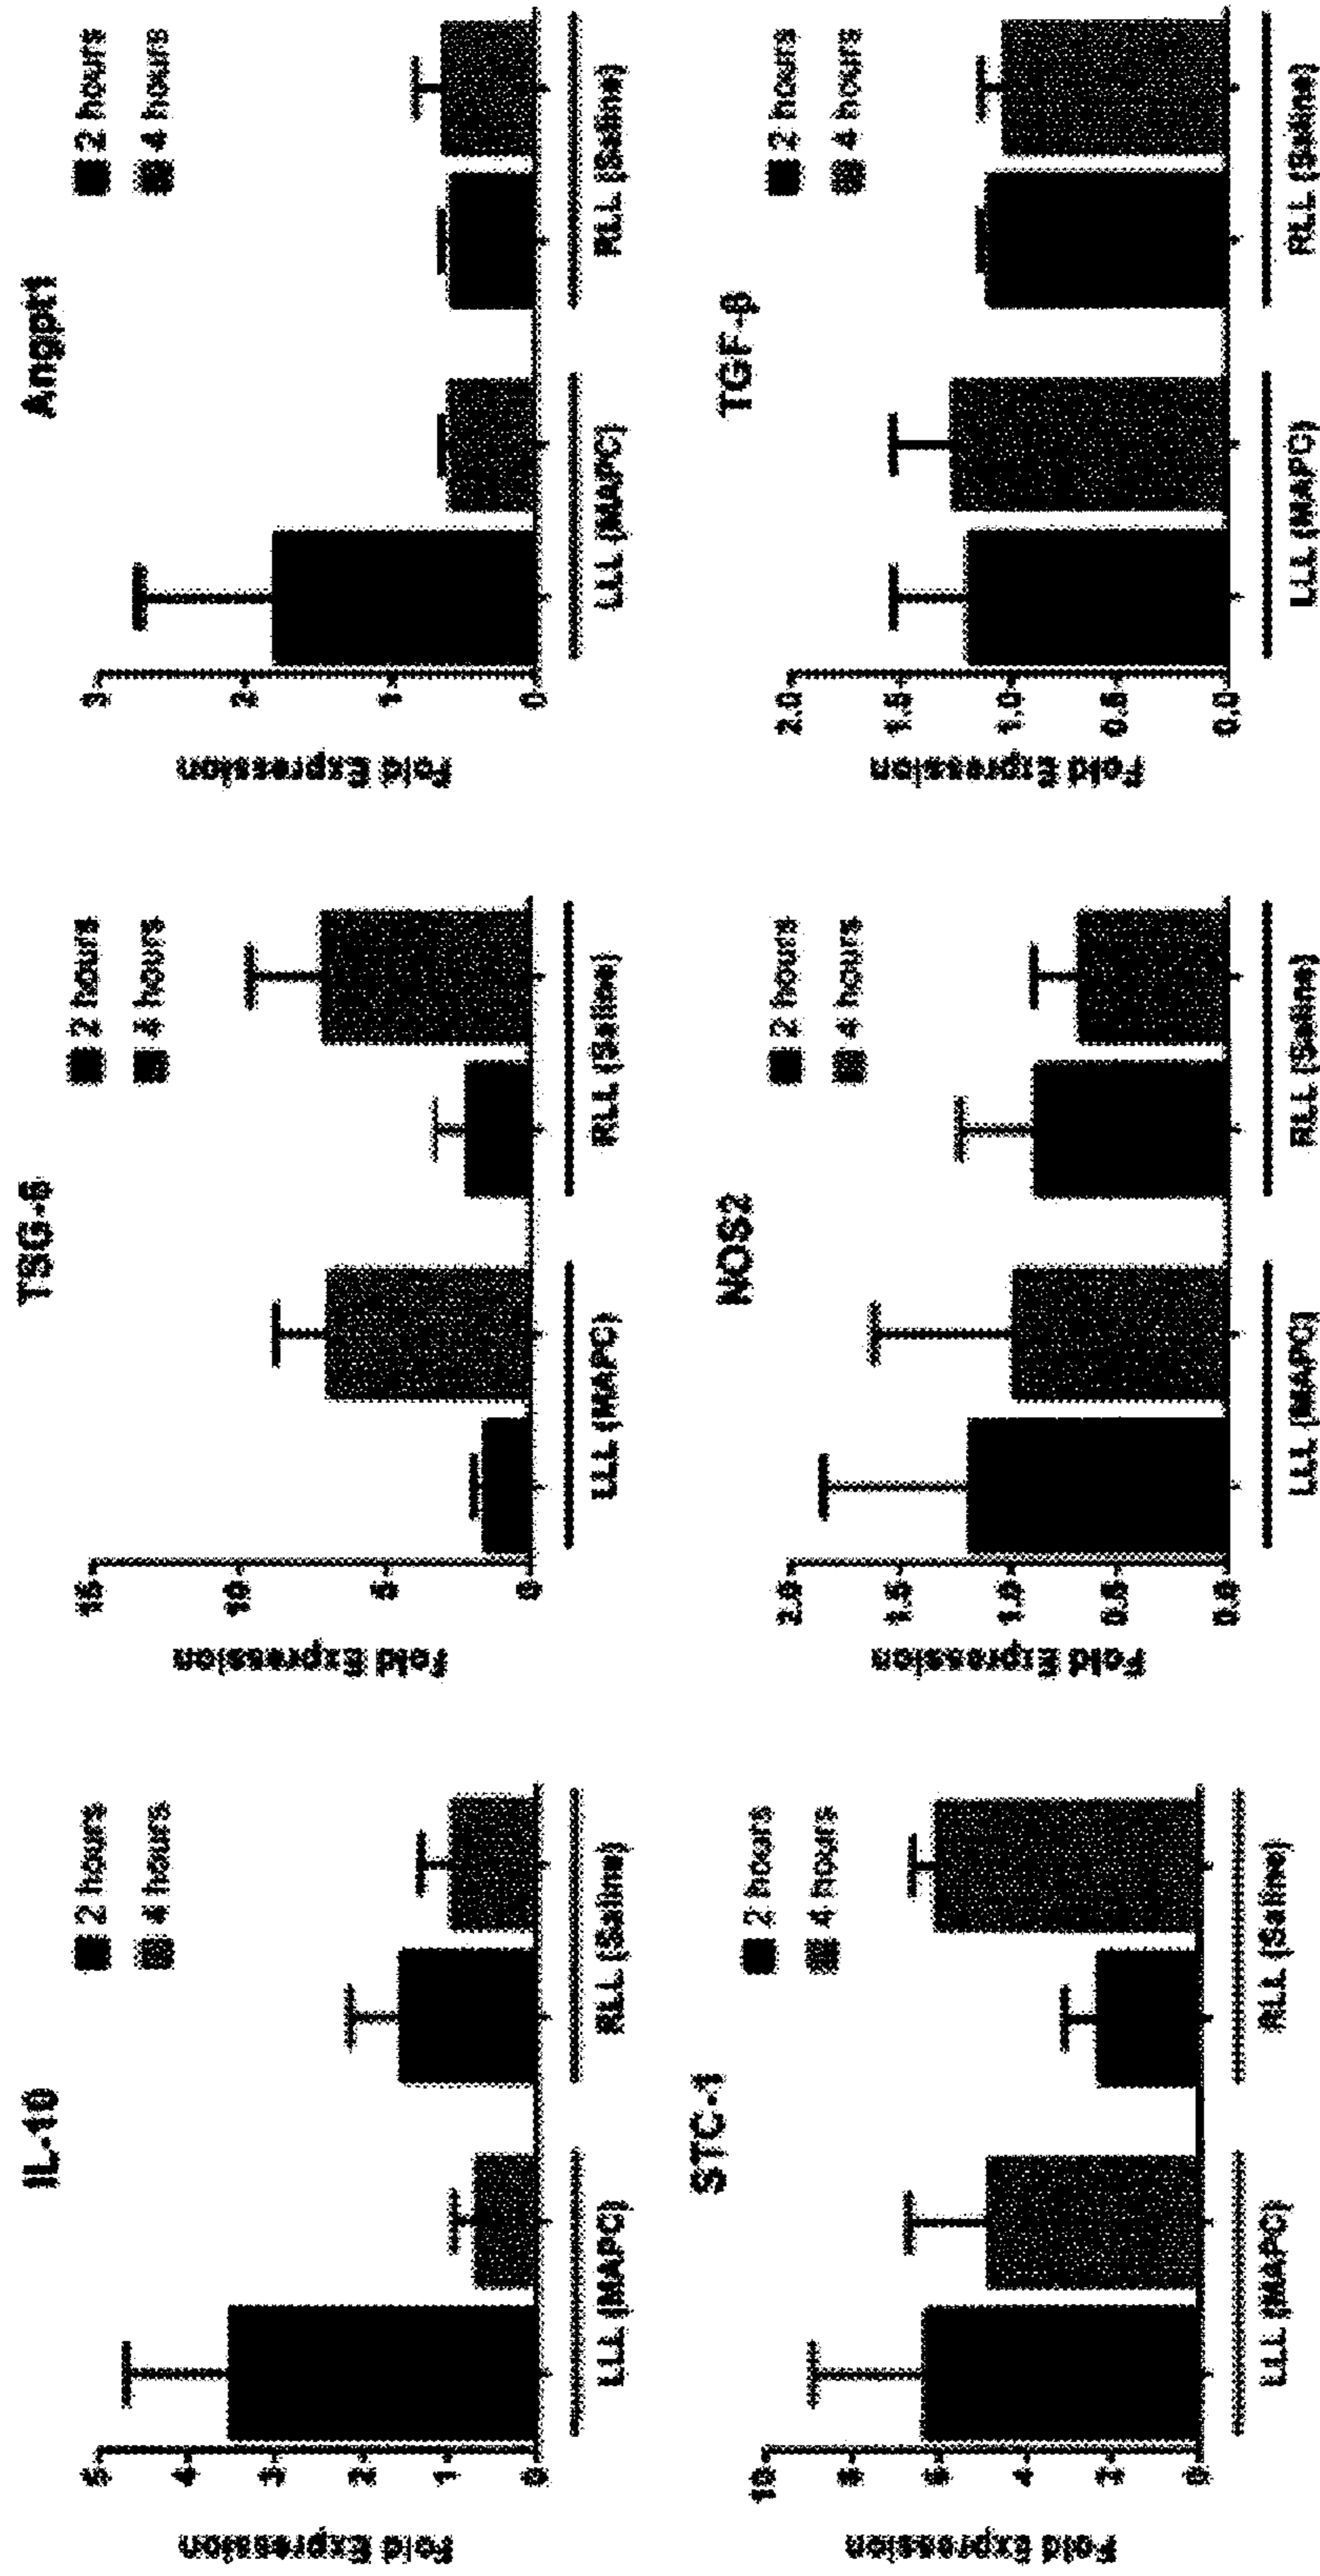 IL-10
2 hours
4 hours
Fold Expression
5
4
3
2
1
0
LLL (MAPC)
RLL (Saline)
TSG-6
2 hours
4 hours
Fold Expression
15
10
5
0
LLL (MAPC)
RLL (Saline)
Angpt1
2 hours
4 hours
Fold Expression
3
2
1
0
LLL (MAPC)
RLL (Saline)
STC-1
2 hours
4 hours
Fold Expression
10
8
6
4
2
0
LLL (MAPC)
RLL (Saline)
NOS2
2 hours
4 hours
Fold Expression
2.0
1.5
1.0
0.5
0.0
LLL (MAPC)
RLL (Saline)
TGF-β
2 hours
4 hours
Fold Expression
2.0
1.5
1.0
0.5
0.0
LLL (MAPC)
RLL (Saline)